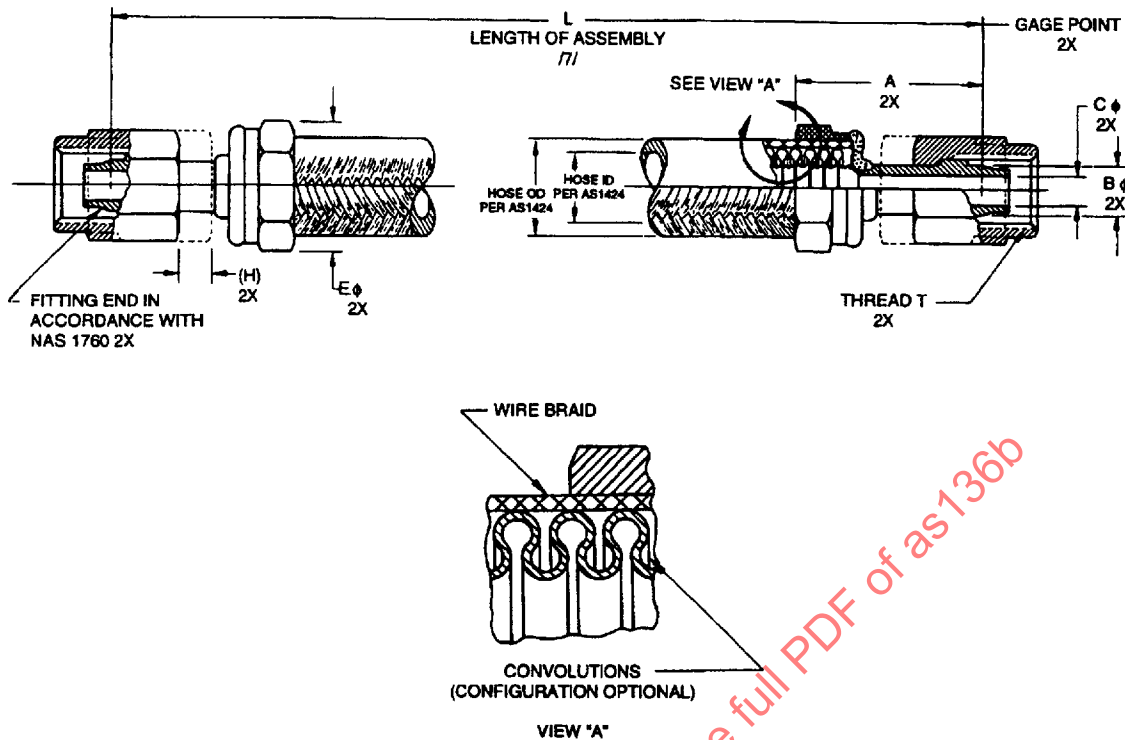 L
LENGTH OF ASSEMBLY
/7/
GAGE POINT
2X
SEE VIEW "A"
A
2X
C ϕ
2X
HOSE OD
PER AS1424
HOSE ID
PER AS1424
B ϕ
2X
(H)
2X
E ϕ
2X
FITTING END IN
ACCORDANCE WITH
NAS 1760 2X
THREAD T
2X
WIRE BRAID
CONVOLUTIONS
(CONFIGURATION OPTIONAL)
VIEW "A"
e full PDF of as136b